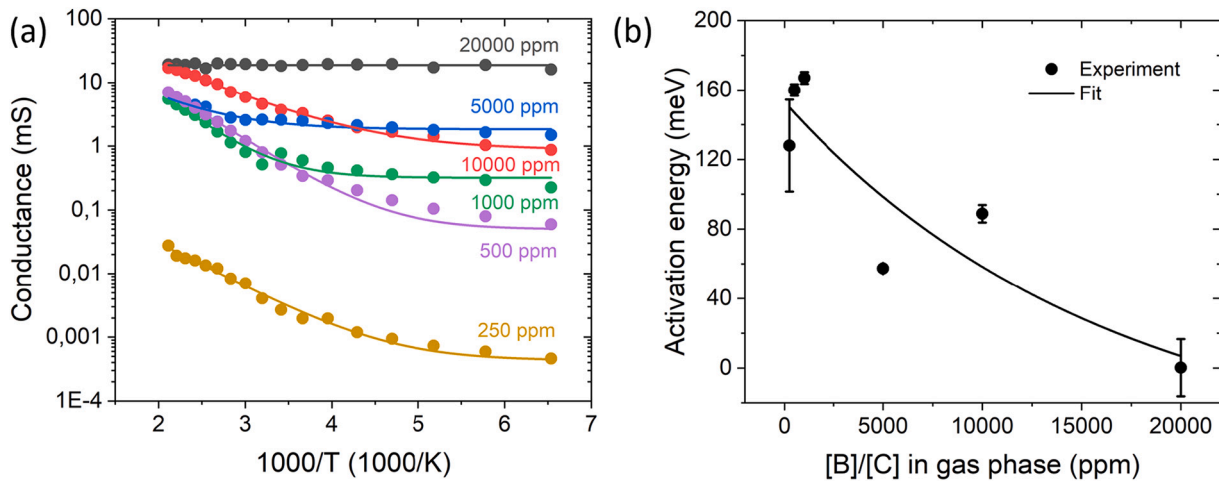 (a)
100
10
1
0,1
0,01
0,001
1E-4
Conductance (mS)
20000 ppm
5000 ppm
10000 ppm
1000 ppm
500 ppm
250 ppm
2 3 4 5 6 7
1000/T (1000/K)
(b)
200
160
120
80
40
0
Activation energy (meV)
Experiment
Fit
0 5000 10000 15000 20000
[B]/[C] in gas phase (ppm)